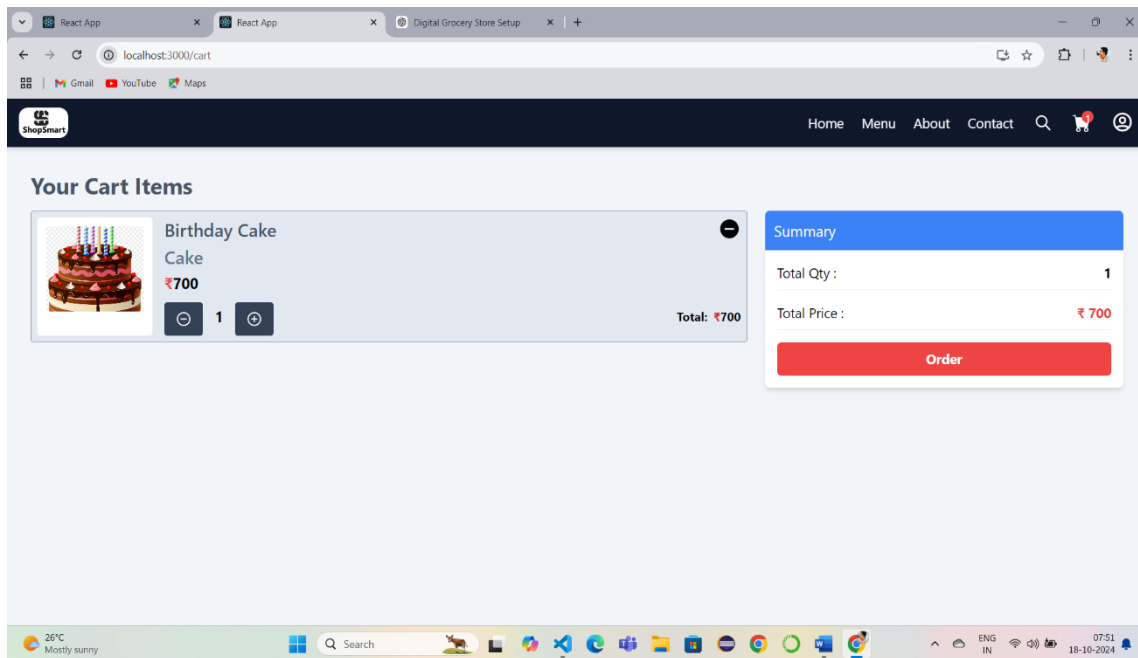 React App
React App
Digital Grocery Store Setup
localhost:3000/cart
Gmail YouTube Maps
ShopSmart
Home Menu About Contact
1
Your Cart Items
Birthday Cake
Cake
₹700
1
Total: ₹700
Summary
Total Qty : 1
Total Price : ₹ 700
Order
26°C
Mostly sunny
Search
ENG
IN
07:51
18-10-2024